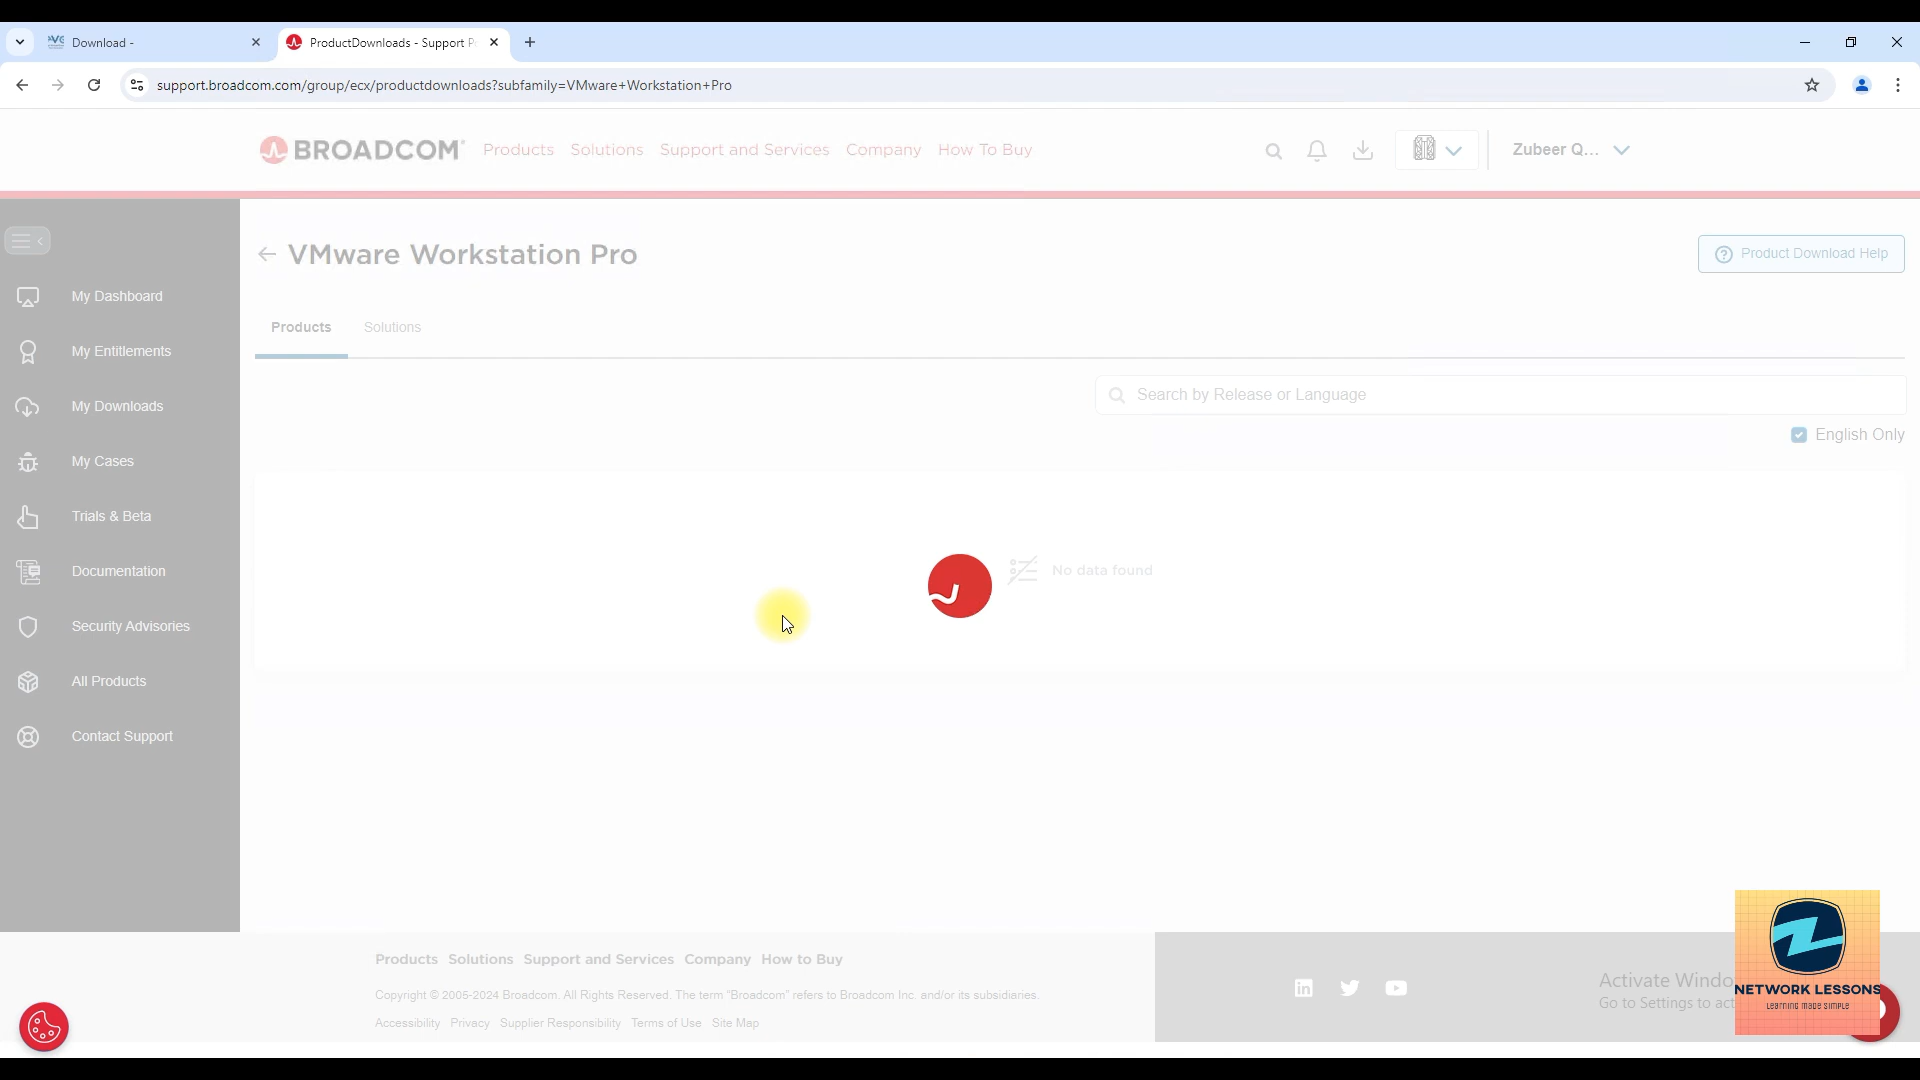 Download -
ProductDownloads - Support P
support.broadcom.com/group/ecx/productdownloads?subfamily=VMware+Workstation+Pro
BROADCOM
Products Solutions Support and Services Company How To Buy
Zubeer Q...
VMware Workstation Pro
Product Download Help
My Dashboard
My Entitlements
My Downloads
My Cases
Trials & Beta
Documentation
Security Advisories
All Products
Contact Support
Products Solutions
Search by Release or Language
English Only
No data found
Products Solutions Support and Services Company How to Buy
Copyright © 2005-2024 Broadcom. All Rights Reserved. The term "Broadcom" refers to Broadcom Inc. and/or its subsidiaries.
Accessibility Privacy Supplier Responsibility Terms of Use Site Map
Activate Windo
Go to Settings to act
NETWORK LESSONS
Learning made simple